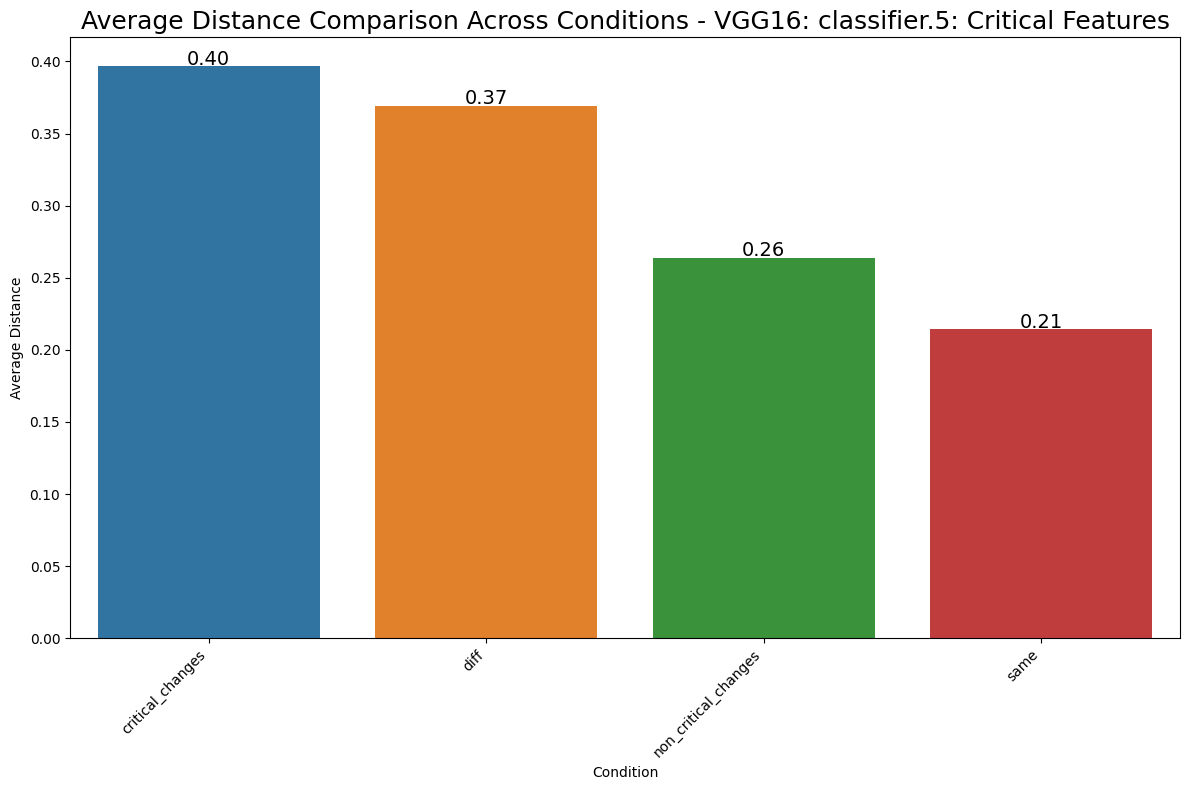 Average Distance Comparison Across Conditions - VGG16: classifier.5: Critical Features
0.40
0.37
0.26
0.21
0.40
0.35
0.30
0.25
0.20
0.15
0.10
0.05
0.00
Average Distance
critical_changes
diff
non_critical_changes
same
Condition